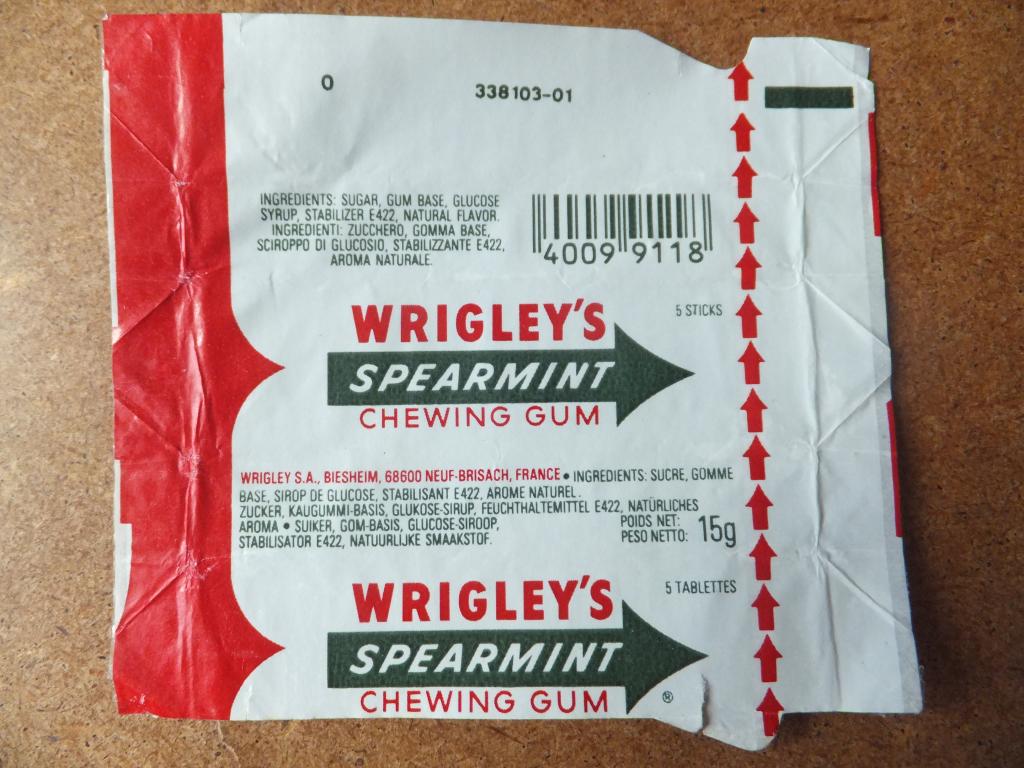 0 338103-01
INGREDIENTS: SUGAR, GUM BASE, GLUCOSE
SYRUP, STABILIZER E422, NATURAL FLAVOR.
INGREDIENTI: ZUCCHERO, GOMMA BASE,
SCIROPPO DI GLUCOSIO, STABILIZZANTE E422,
AROMA NATURALE.
4009 9118
5 STICKS
WRIGLEY'S
SPEARMINT
CHEWING GUM
WRIGLEY S.A., BIESHEIM, 68600 NEUF-BRISACH, FRANCE • INGREDIENTS: SUCRE, GOMME
BASE, SIROP DE GLUCOSE, STABILISANT E422, AROME NATUREL.
ZUCKER, KAUGUMMI-BASIS, GLUKOSE-SIRUP, FEUCHTHALTEMITTEL E422, NATÜRLICHES
AROMA • SUIKER, GOM-BASIS, GLUCOSE-SIROOP,
STABILISATOR E422, NATUURLIJKE SMAAKSTOF.
POIDS NET:
PESO NETTO: 15g
5 TABLETTES
WRIGLEY'S
SPEARMINT
CHEWING GUM ®